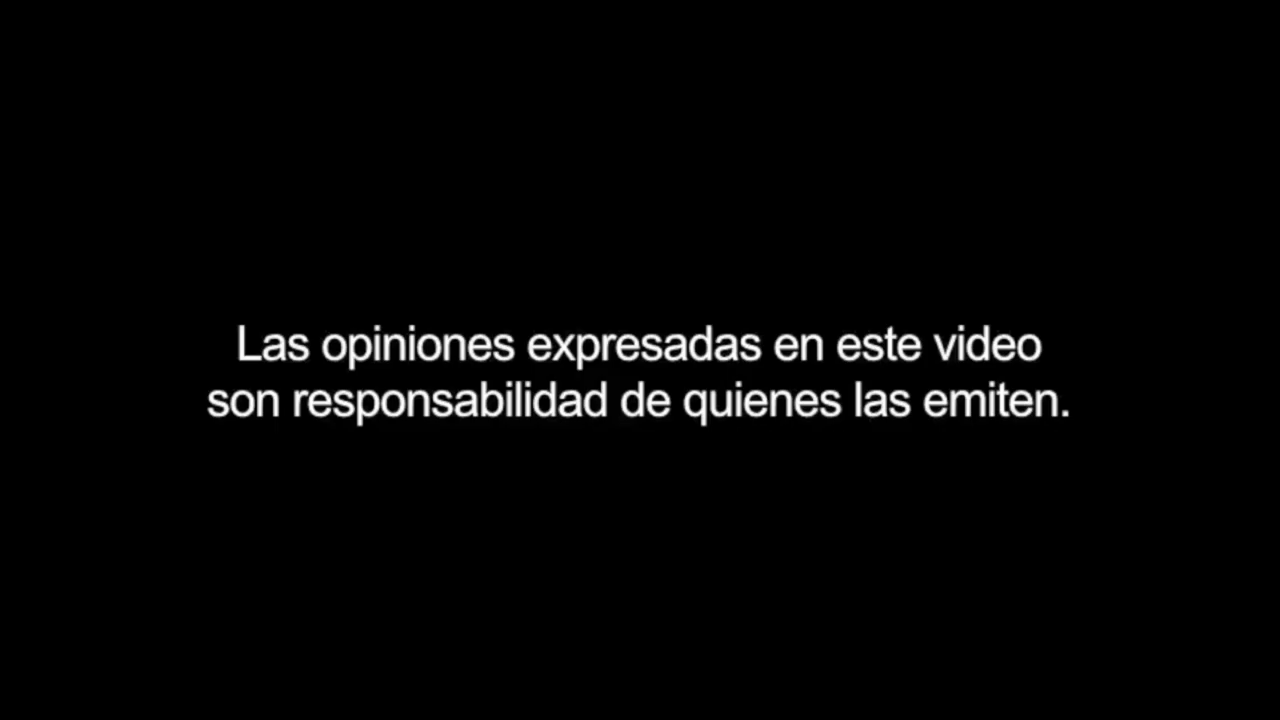 Las opiniones expresadas en este video
son responsabilidad de quienes las emiten.